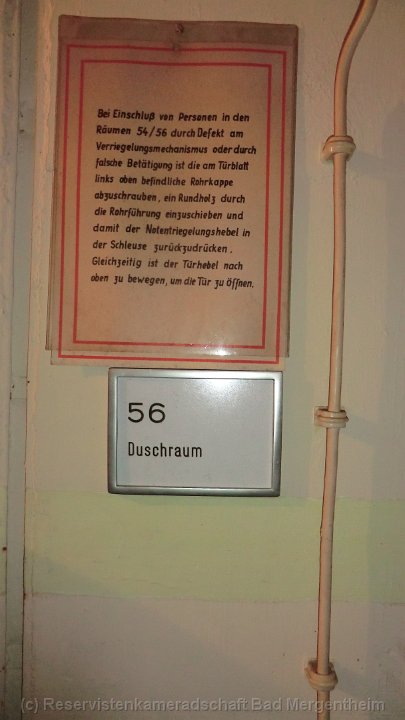 Bei Einschluß von Personen in den
Räumen 54/56 durch Defekt am
Verriegelungsmechanismus oder durch
falsche Betätigung ist die am Türblatt
links oben befindliche Rohrkappe
abzuschrauben, ein Rundholz durch
die Rohrführung einzuschieben und
damit der Notentriegelungshebel in
der Schleuse zurückzudrücken.
Gleichzeitig ist der Türhebel nach
oben zu bewegen, um die Tür zu öffnen.
56
Duschraum
(c) Reservistenkameradschaft Bad Mergentheim